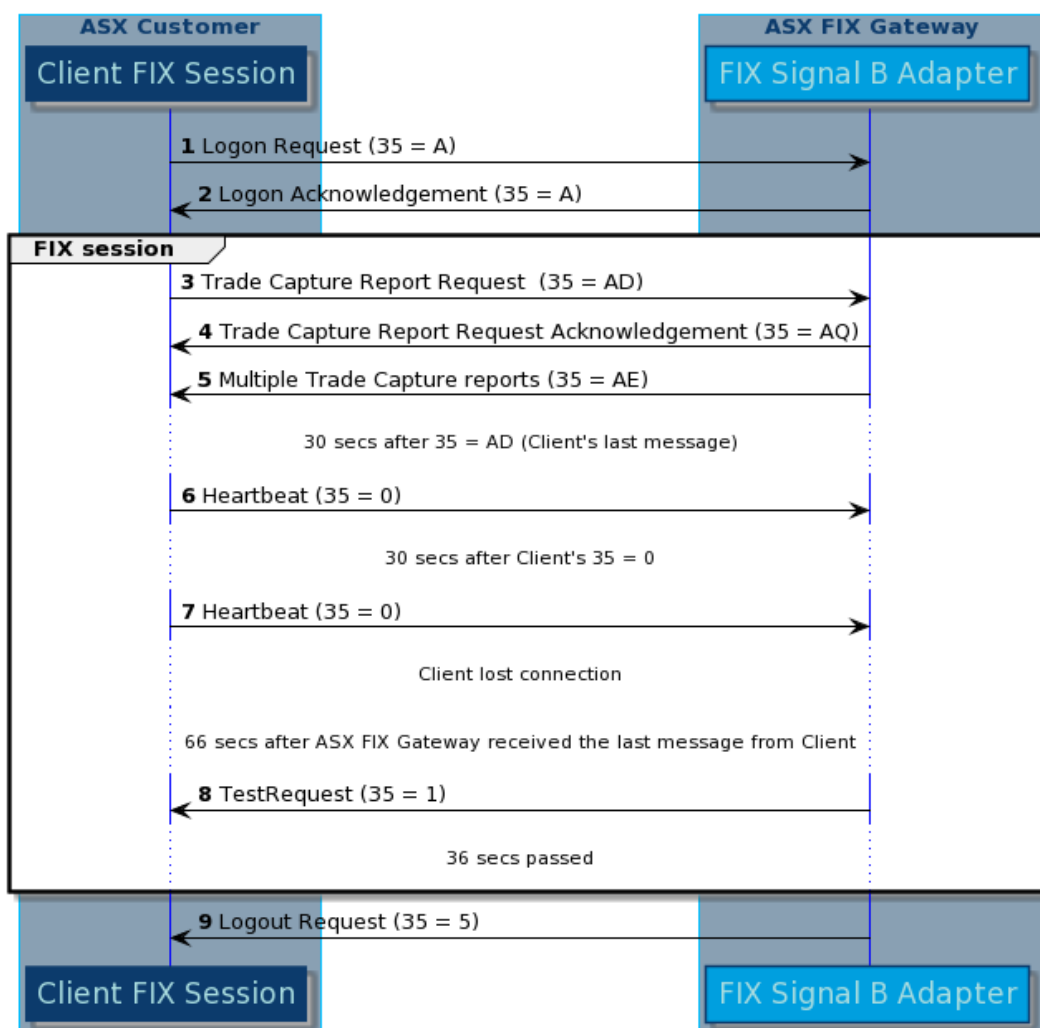 ASX Customer
ASX FIX Gateway
Client FIX Session
FIX Signal B Adapter
1 Logon Request (35 = A)
2 Logon Acknowledgement (35 = A)
FIX session
3 Trade Capture Report Request  (35 = AD)
4 Trade Capture Report Request Acknowledgement (35 = AQ)
5 Multiple Trade Capture reports (35 = AE)
30 secs after 35 = AD (Client's last message)
6 Heartbeat (35 = 0)
30 secs after Client's 35 = 0
7 Heartbeat (35 = 0)
Client lost connection
66 secs after ASX FIX Gateway received the last message from Client
8 TestRequest (35 = 1)
36 secs passed
9 Logout Request (35 = 5)
Client FIX Session
FIX Signal B Adapter